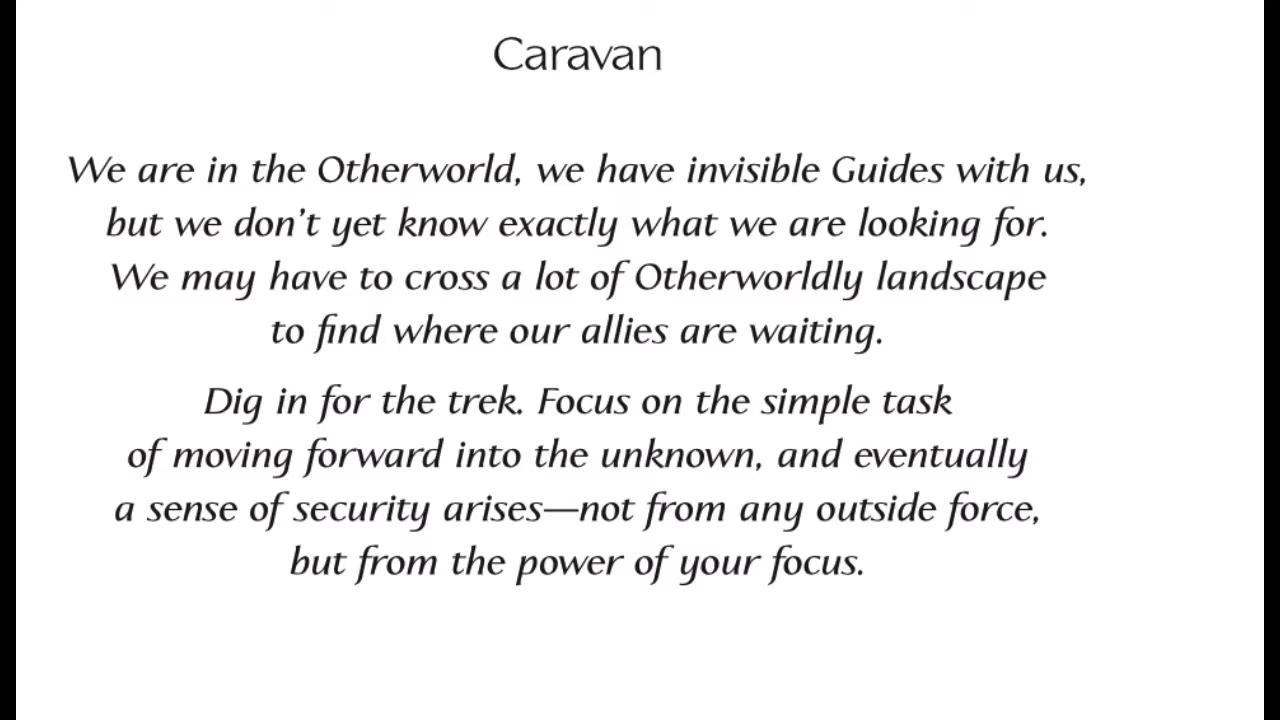 Caravan
We are in the Otherworld, we have invisible Guides with us,
but we don’t yet know exactly what we are looking for.
We may have to cross a lot of Otherworldly landscape
to find where our allies are waiting.
Dig in for the trek. Focus on the simple task
of moving forward into the unknown, and eventually
a sense of security arises—not from any outside force,
but from the power of your focus.